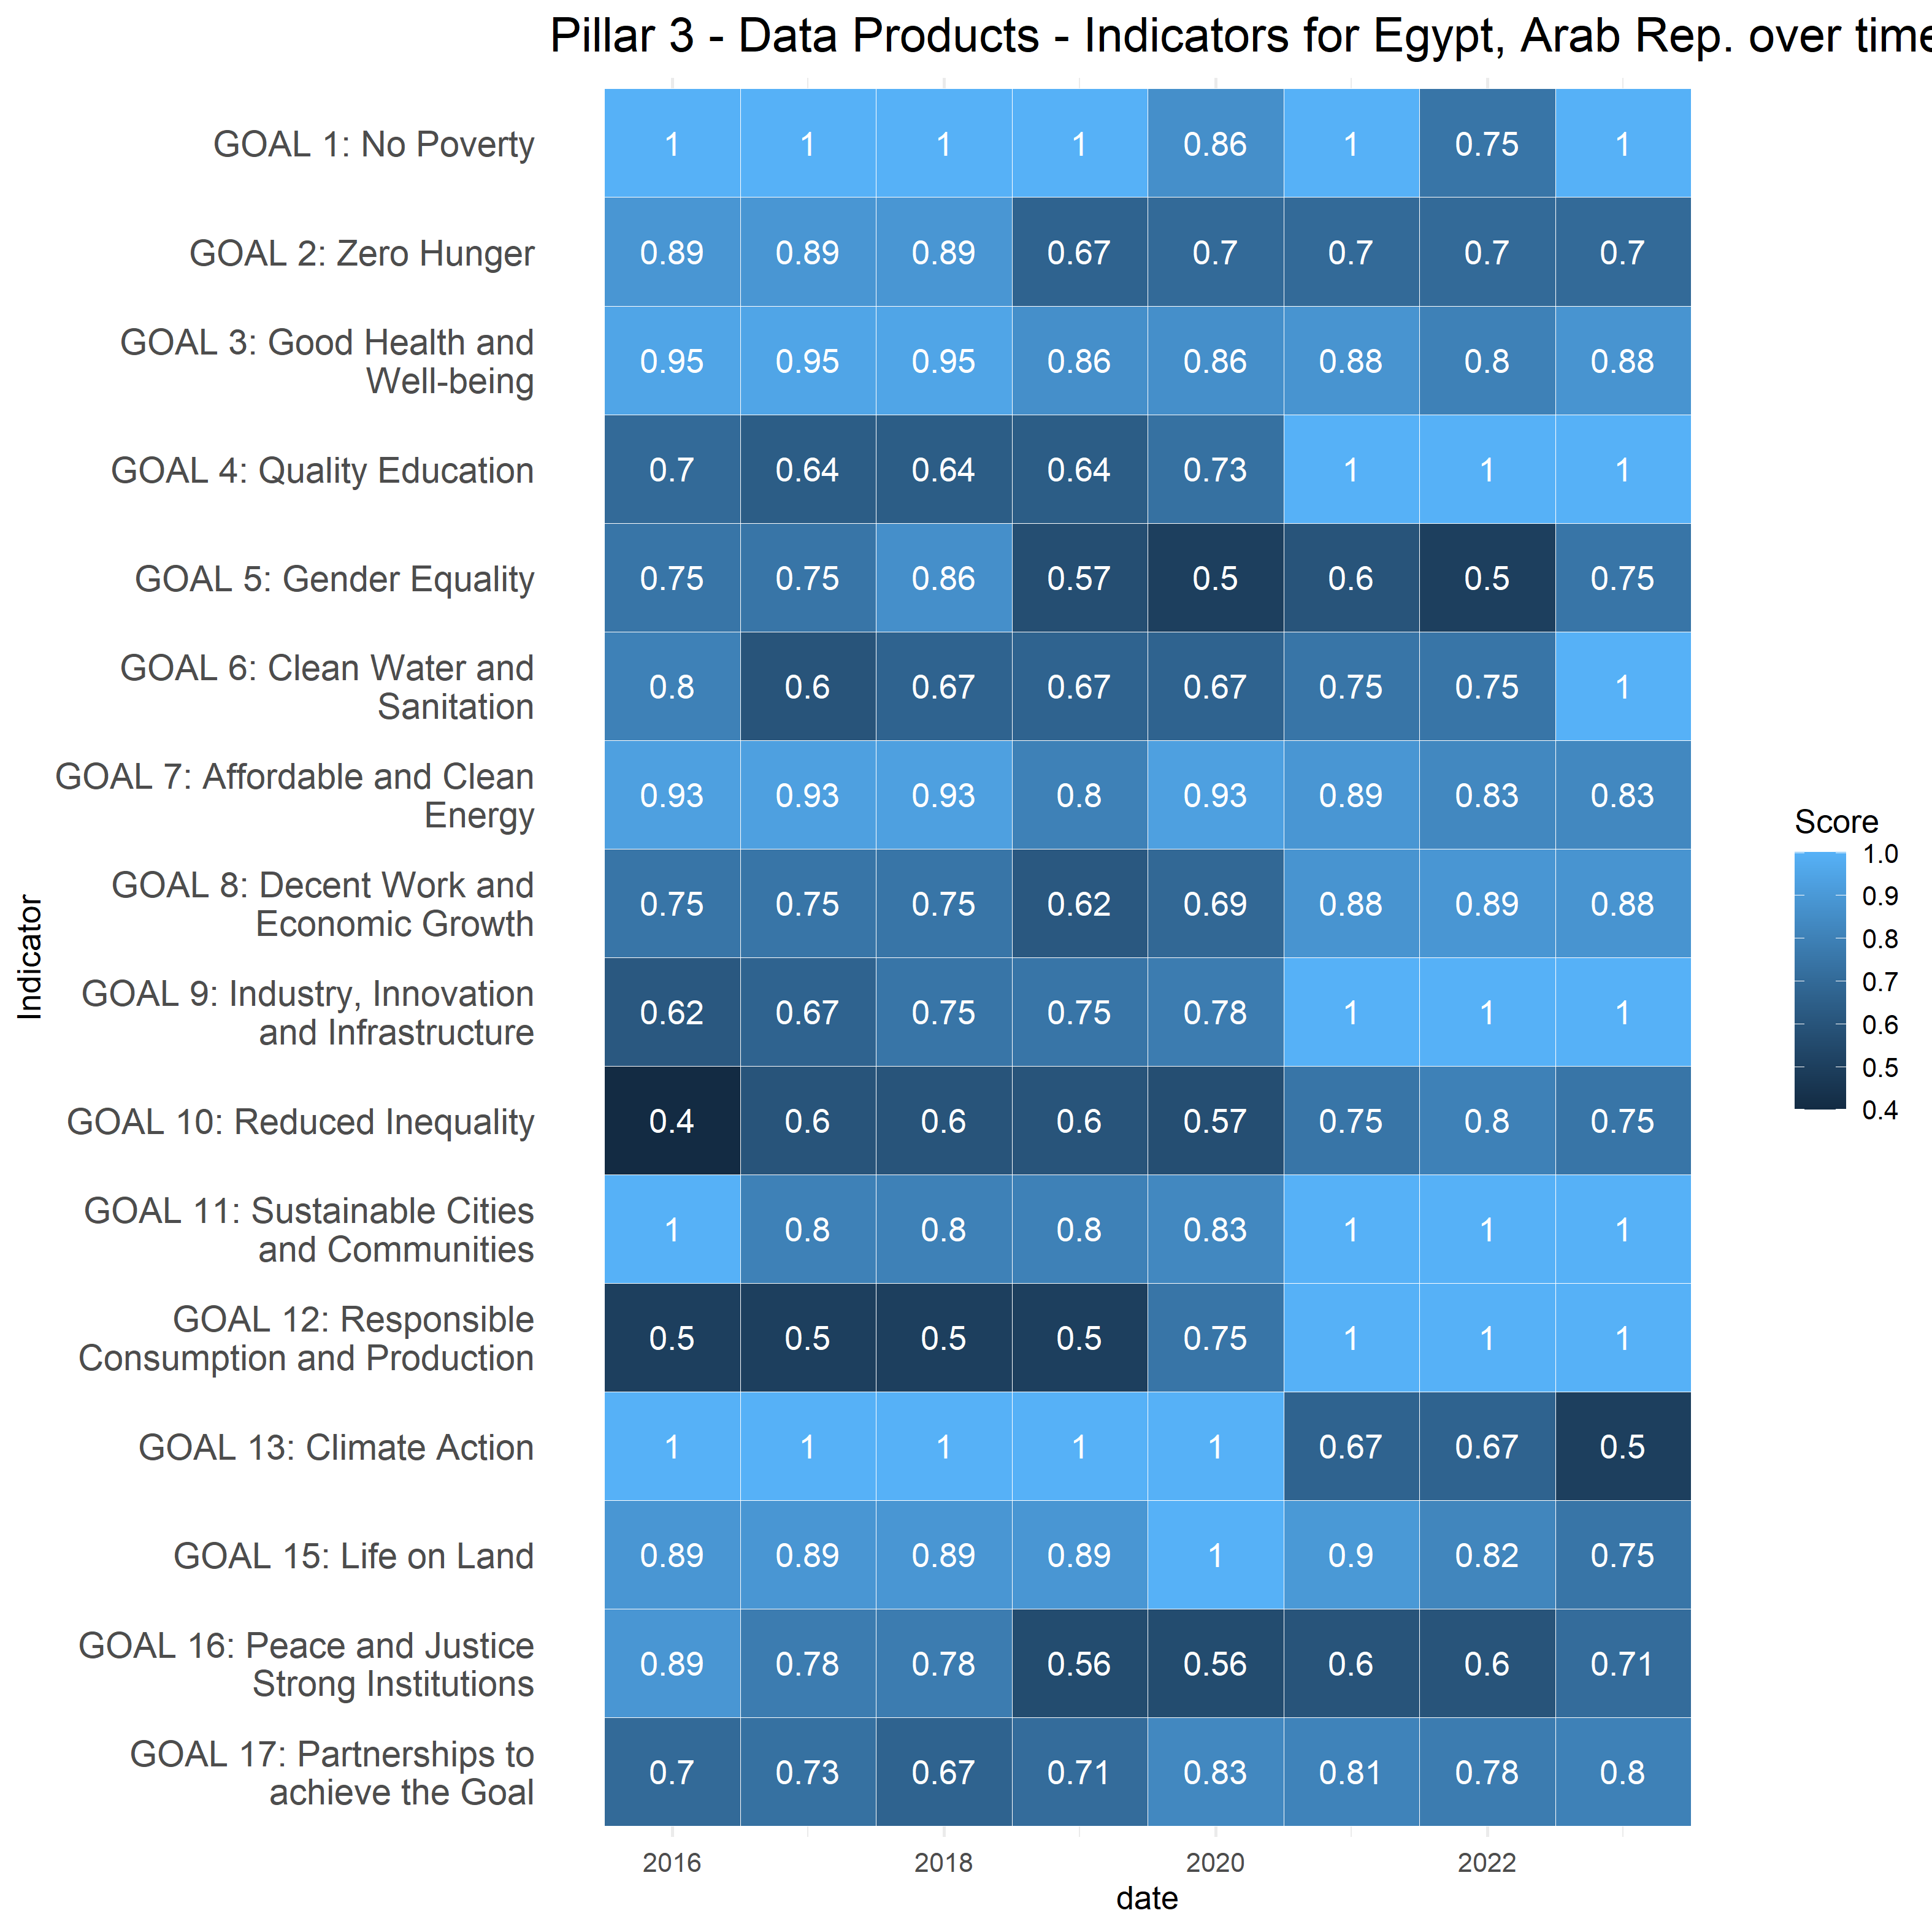 Pillar 3 - Data Products - Indicators for Egypt, Arab Rep. over time
GOAL 1: No Poverty
1 1 1 1 0.86 1 0.75 1
GOAL 2: Zero Hunger
0.89 0.89 0.89 0.67 0.7 0.7 0.7 0.7
GOAL 3: Good Health and
Well-being
0.95 0.95 0.95 0.86 0.86 0.88 0.8 0.88
GOAL 4: Quality Education
0.7 0.64 0.64 0.64 0.73 1 1 1
GOAL 5: Gender Equality
0.75 0.75 0.86 0.57 0.5 0.6 0.5 0.75
GOAL 6: Clean Water and
Sanitation
0.8 0.6 0.67 0.67 0.67 0.75 0.75 1
GOAL 7: Affordable and Clean
Energy
0.93 0.93 0.93 0.8 0.93 0.89 0.83 0.83
GOAL 8: Decent Work and
Economic Growth
0.75 0.75 0.75 0.62 0.69 0.88 0.89 0.88
GOAL 9: Industry, Innovation
and Infrastructure
0.62 0.67 0.75 0.75 0.78 1 1 1
GOAL 10: Reduced Inequality
0.4 0.6 0.6 0.6 0.57 0.75 0.8 0.75
GOAL 11: Sustainable Cities
and Communities
1 0.8 0.8 0.8 0.83 1 1 1
GOAL 12: Responsible
Consumption and Production
0.5 0.5 0.5 0.5 0.75 1 1 1
GOAL 13: Climate Action
1 1 1 1 1 0.67 0.67 0.5
GOAL 15: Life on Land
0.89 0.89 0.89 0.89 1 0.9 0.82 0.75
GOAL 16: Peace and Justice
Strong Institutions
0.89 0.78 0.78 0.56 0.56 0.6 0.6 0.71
GOAL 17: Partnerships to
achieve the Goal
0.7 0.73 0.67 0.71 0.83 0.81 0.78 0.8
2016 2018 2020 2022
date
Indicator
Score
1.0
0.9
0.8
0.7
0.6
0.5
0.4